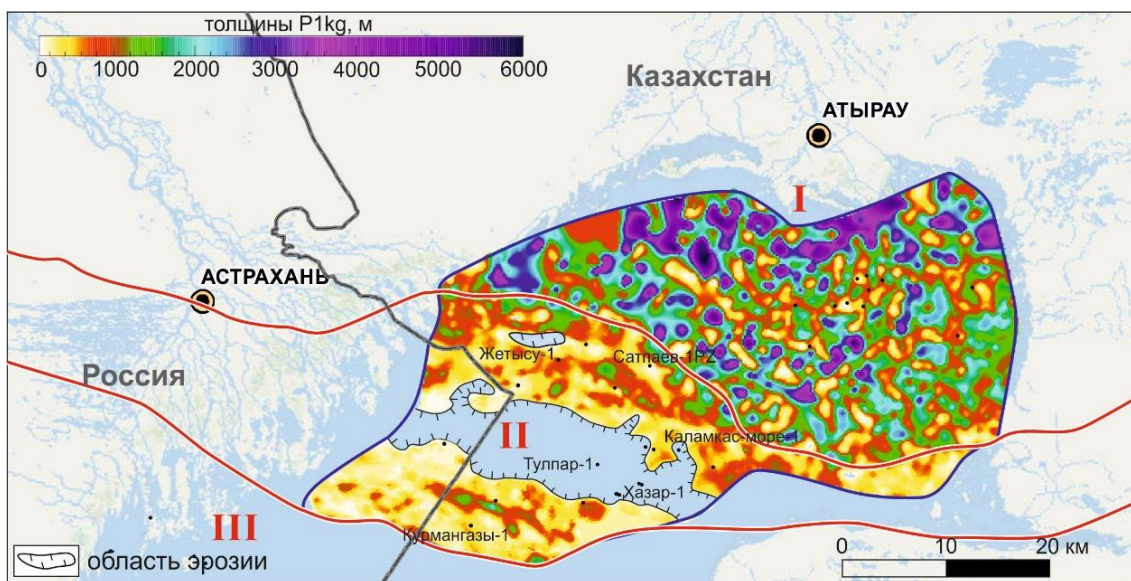 толщины P1kg, м
0 1000 2000 3000 4000 5000 6000
Казахстан
АТЫРАУ
I
АСТРАХАНЬ
Жетысу-1
Сатпаев-1PZ
Россия
II
Каламкас-море-1
Тулпар-1
Хазар-1
III
Курмангазы-1
область эрозии
0 10 20 км